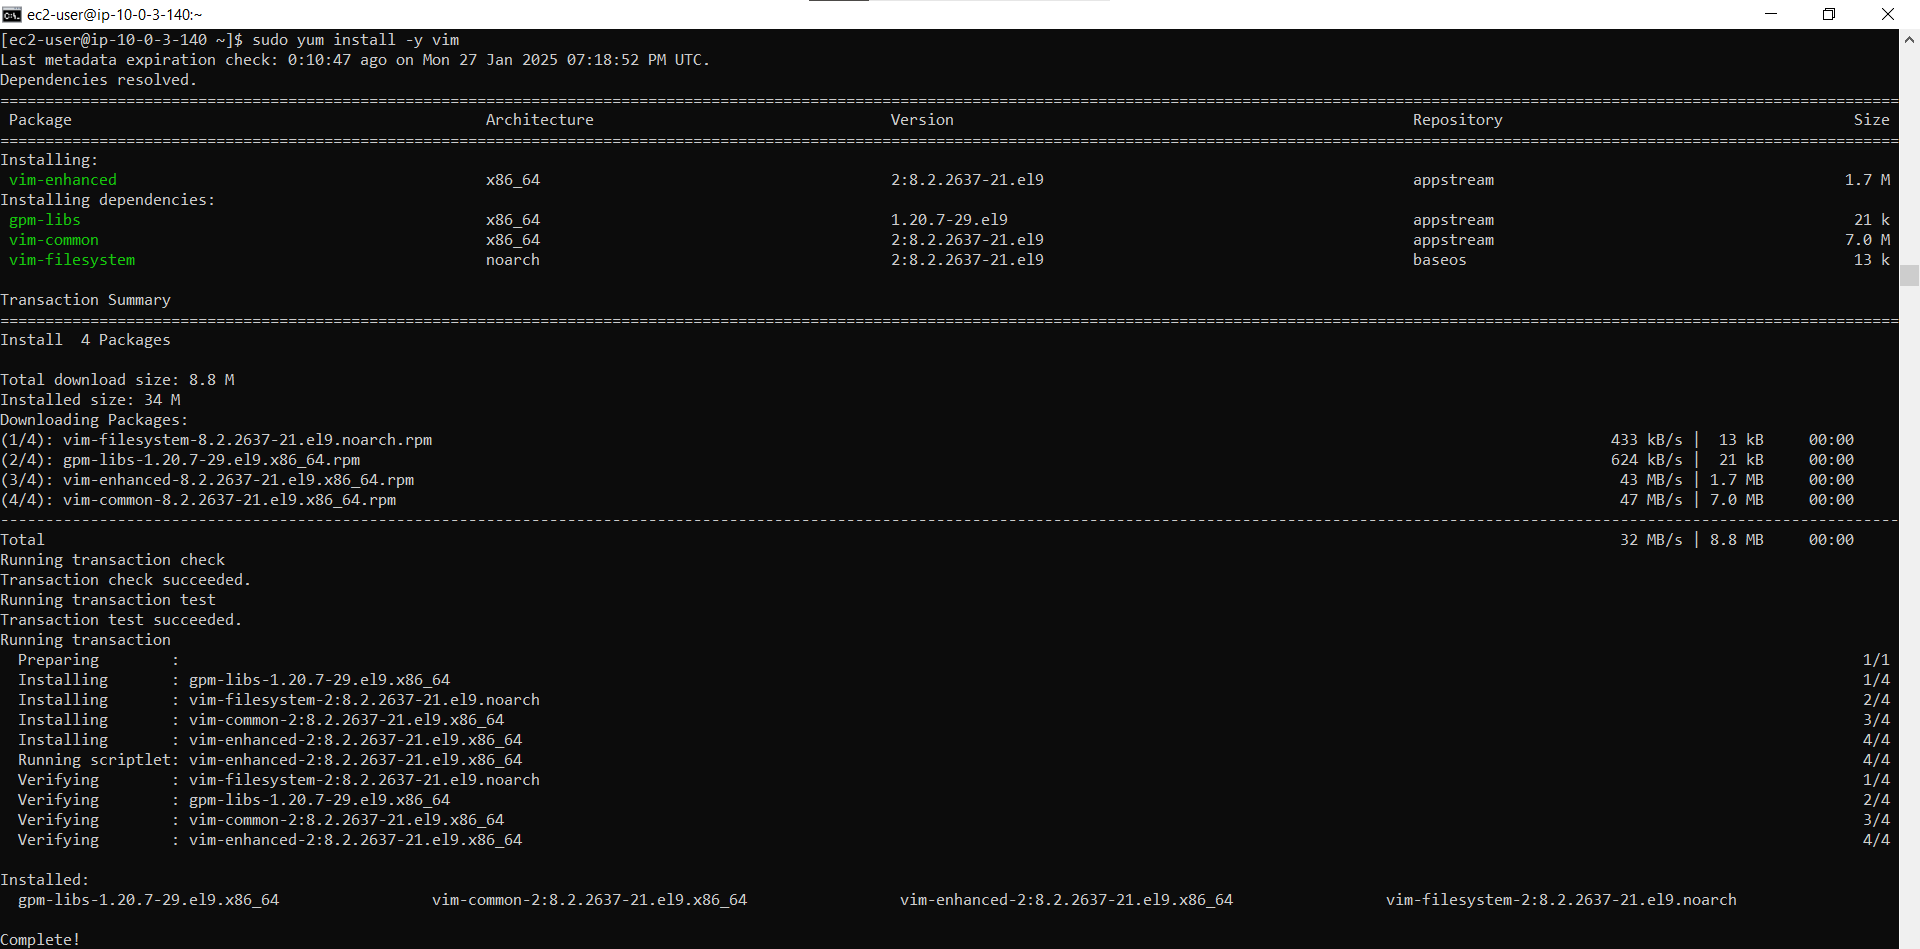 ec2-user@ip-10-0-3-140:~
[ec2-user@ip-10-0-3-140 ~]$ sudo yum install -y vim
Last metadata expiration check: 0:10:47 ago on Mon 27 Jan 2025 07:18:52 PM UTC.
Dependencies resolved.
Package Architecture Version Repository Size
Installing:
vim-enhanced x86_64 2:8.2.2637-21.el9 appstream 1.7 M
Installing dependencies:
gpm-libs x86_64 1.20.7-29.el9 appstream 21 k
vim-common x86_64 2:8.2.2637-21.el9 appstream 7.0 M
vim-filesystem noarch 2:8.2.2637-21.el9 baseos 13 k
Transaction Summary
Install 4 Packages
Total download size: 8.8 M
Installed size: 34 M
Downloading Packages:
(1/4): vim-filesystem-8.2.2637-21.el9.noarch.rpm 433 kB/s | 13 kB 00:00
(2/4): gpm-libs-1.20.7-29.el9.x86_64.rpm 624 kB/s | 21 kB 00:00
(3/4): vim-enhanced-8.2.2637-21.el9.x86_64.rpm 43 MB/s | 1.7 MB 00:00
(4/4): vim-common-8.2.2637-21.el9.x86_64.rpm 47 MB/s | 7.0 MB 00:00
Total 32 MB/s | 8.8 MB 00:00
Running transaction check
Transaction check succeeded.
Running transaction test
Transaction test succeeded.
Running transaction
Preparing : 1/1
Installing : gpm-libs-1.20.7-29.el9.x86_64 1/4
Installing : vim-filesystem-2:8.2.2637-21.el9.noarch 2/4
Installing : vim-common-2:8.2.2637-21.el9.x86_64 3/4
Installing : vim-enhanced-2:8.2.2637-21.el9.x86_64 4/4
Running scriptlet: vim-enhanced-2:8.2.2637-21.el9.x86_64 4/4
Verifying : vim-filesystem-2:8.2.2637-21.el9.noarch 1/4
Verifying : gpm-libs-1.20.7-29.el9.x86_64 2/4
Verifying : vim-common-2:8.2.2637-21.el9.x86_64 3/4
Verifying : vim-enhanced-2:8.2.2637-21.el9.x86_64 4/4
Installed:
gpm-libs-1.20.7-29.el9.x86_64 vim-common-2:8.2.2637-21.el9.x86_64 vim-enhanced-2:8.2.2637-21.el9.x86_64 vim-filesystem-2:8.2.2637-21.el9.noarch
Complete!